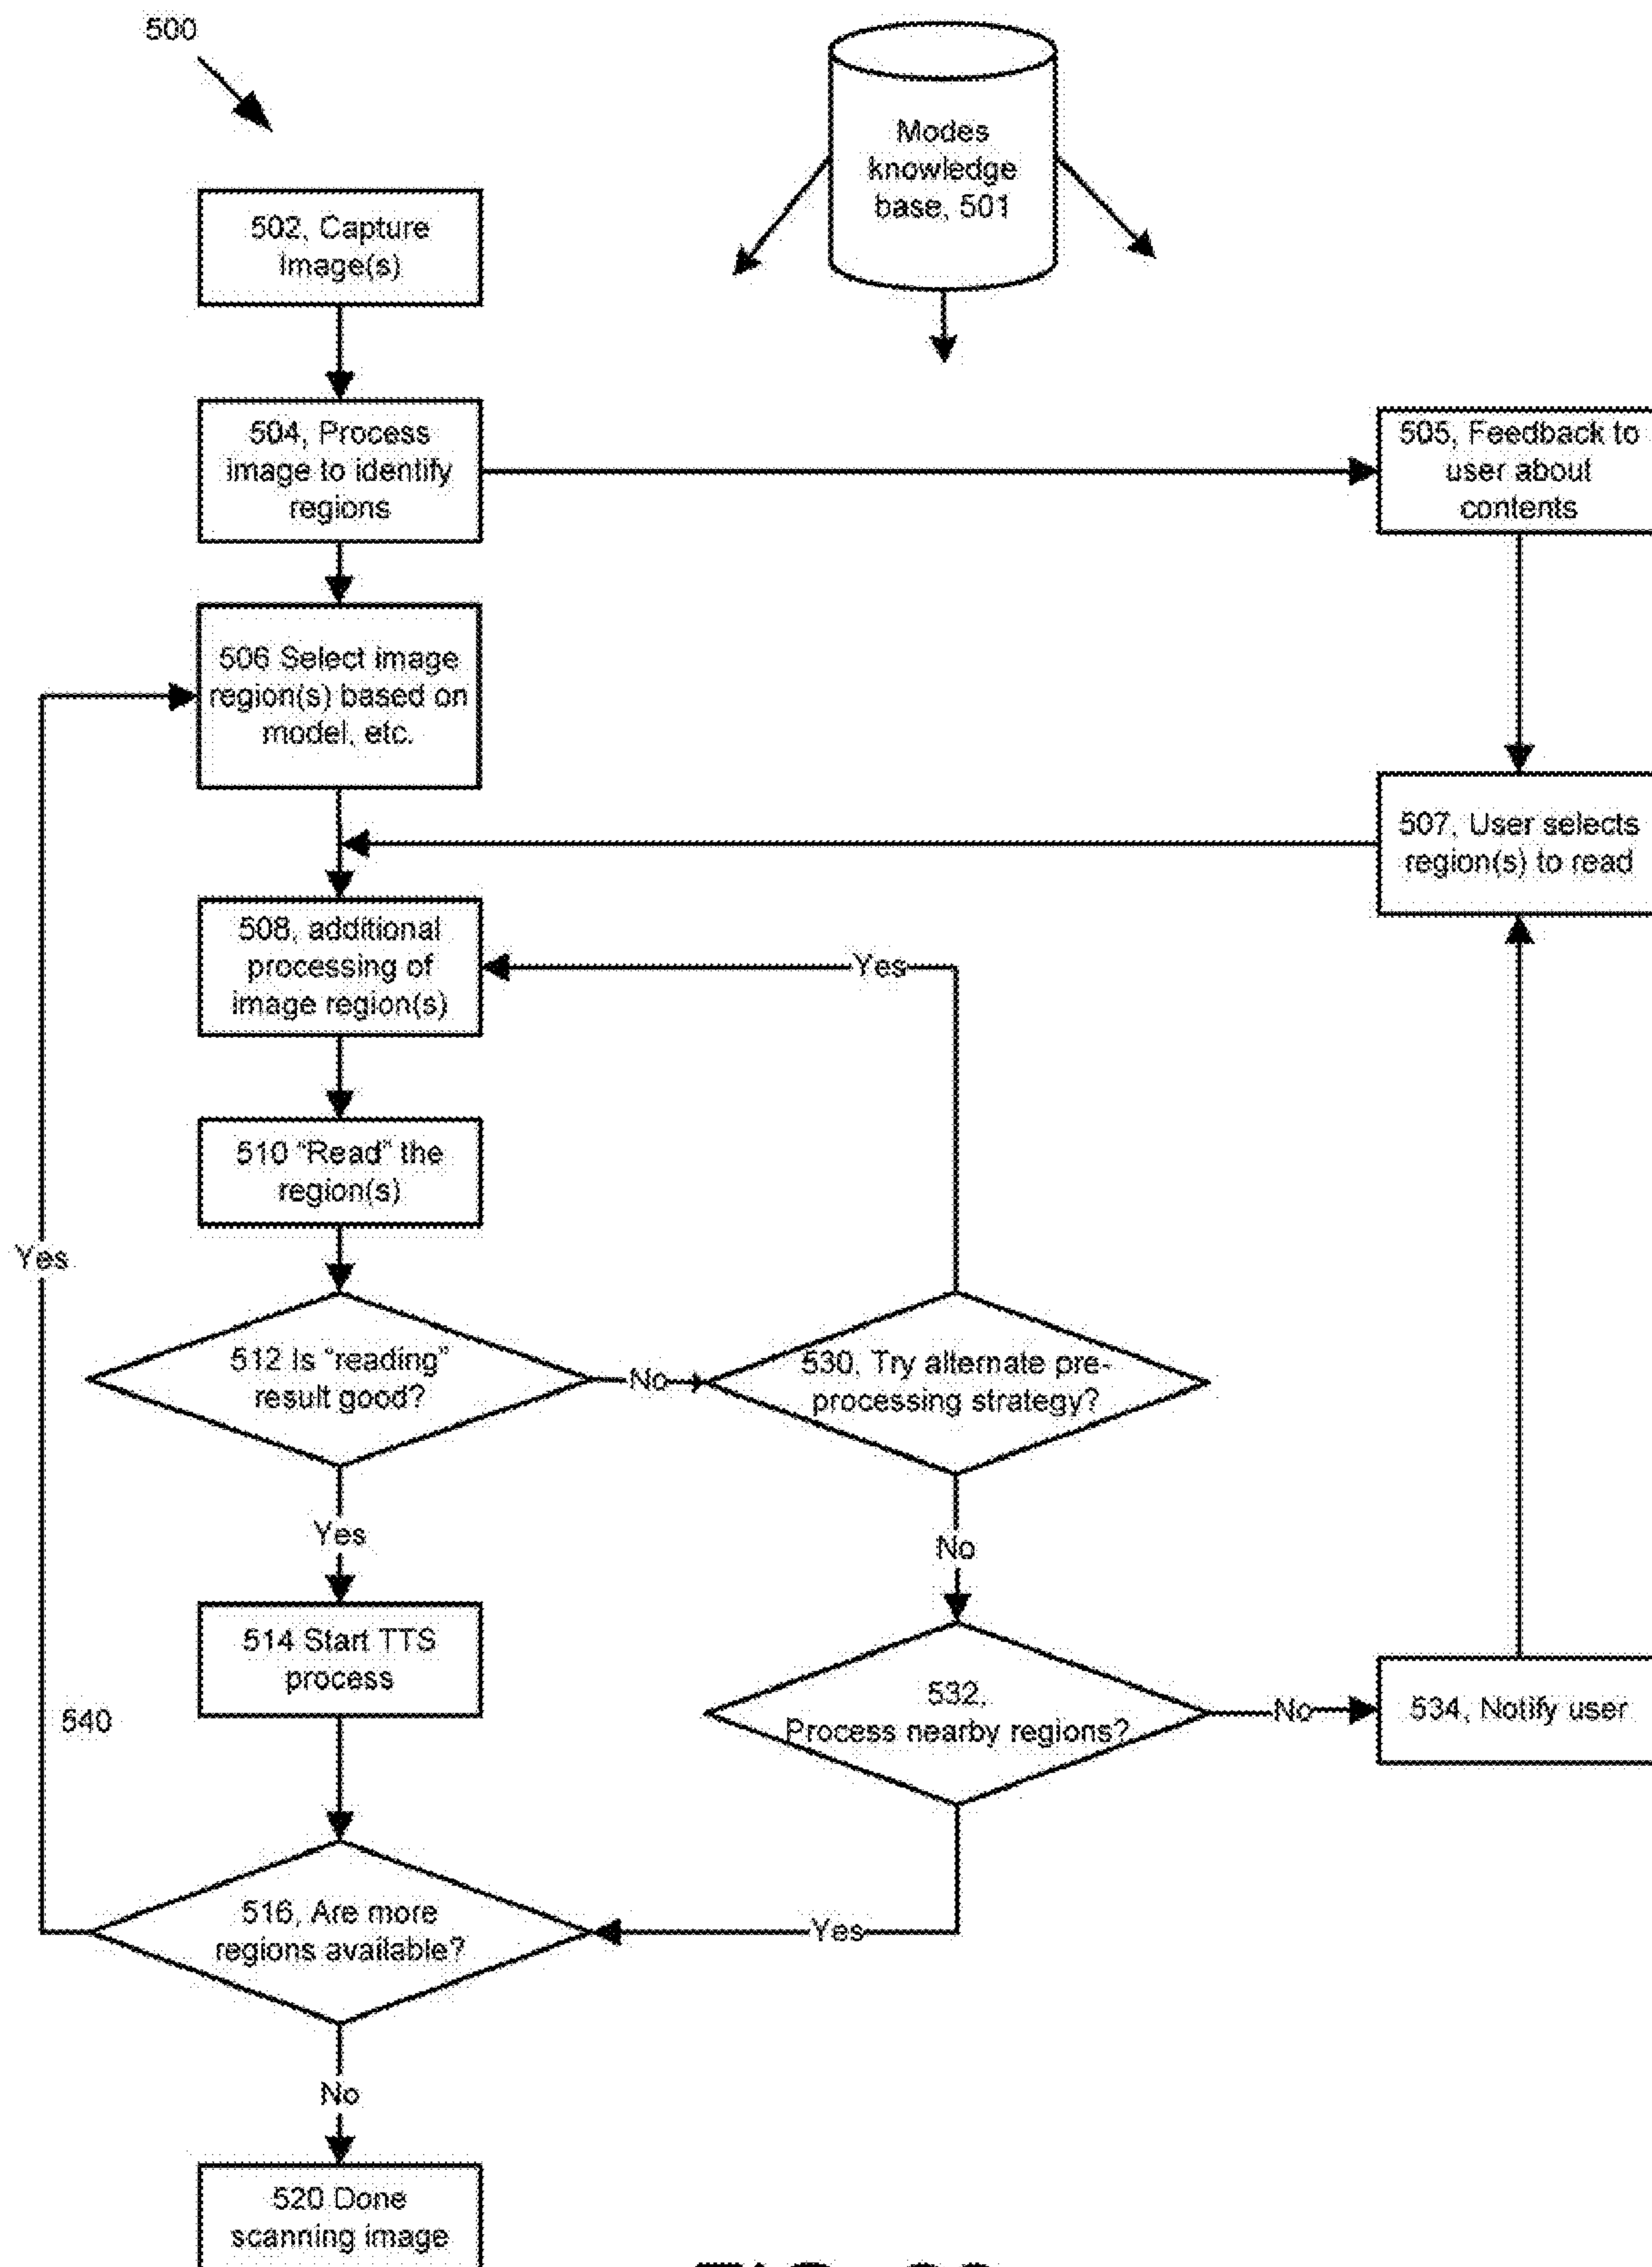 500
Modes
knowledge
base, 501
502, Capture
Image(s)
504, Process
image to identify
regions
505, Feedback to
user about
contents
506 Select image
region(s) based on
model, etc.
507, User selects
region(s) to read
508, additional
processing of
image region(s)
Yes
510 "Read" the
region(s)
Yes
512 Is "reading"
result good?
No
530, Try alternate pre-
processing strategy?
Yes
No
514 Start TTS
process
532,
Process nearby regions?
No
534, Notify user
540
516, Are more
regions available?
Yes
No
520 Done
scanning image